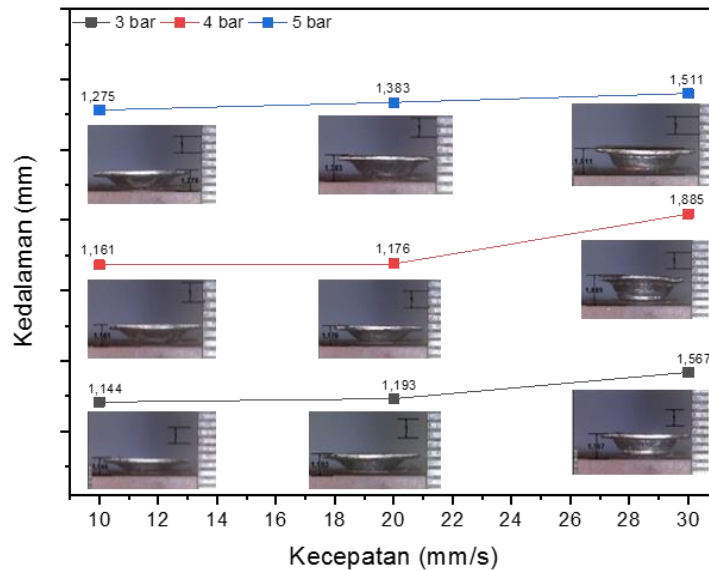 3 bar 4 bar 5 bar
1,275 1,383 1,511
1,161 1,176 1,885
1,144 1,193 1,567
Kedalaman (mm)
10 12 14 16 18 20 22 24 26 28 30
Kecepatan (mm/s)